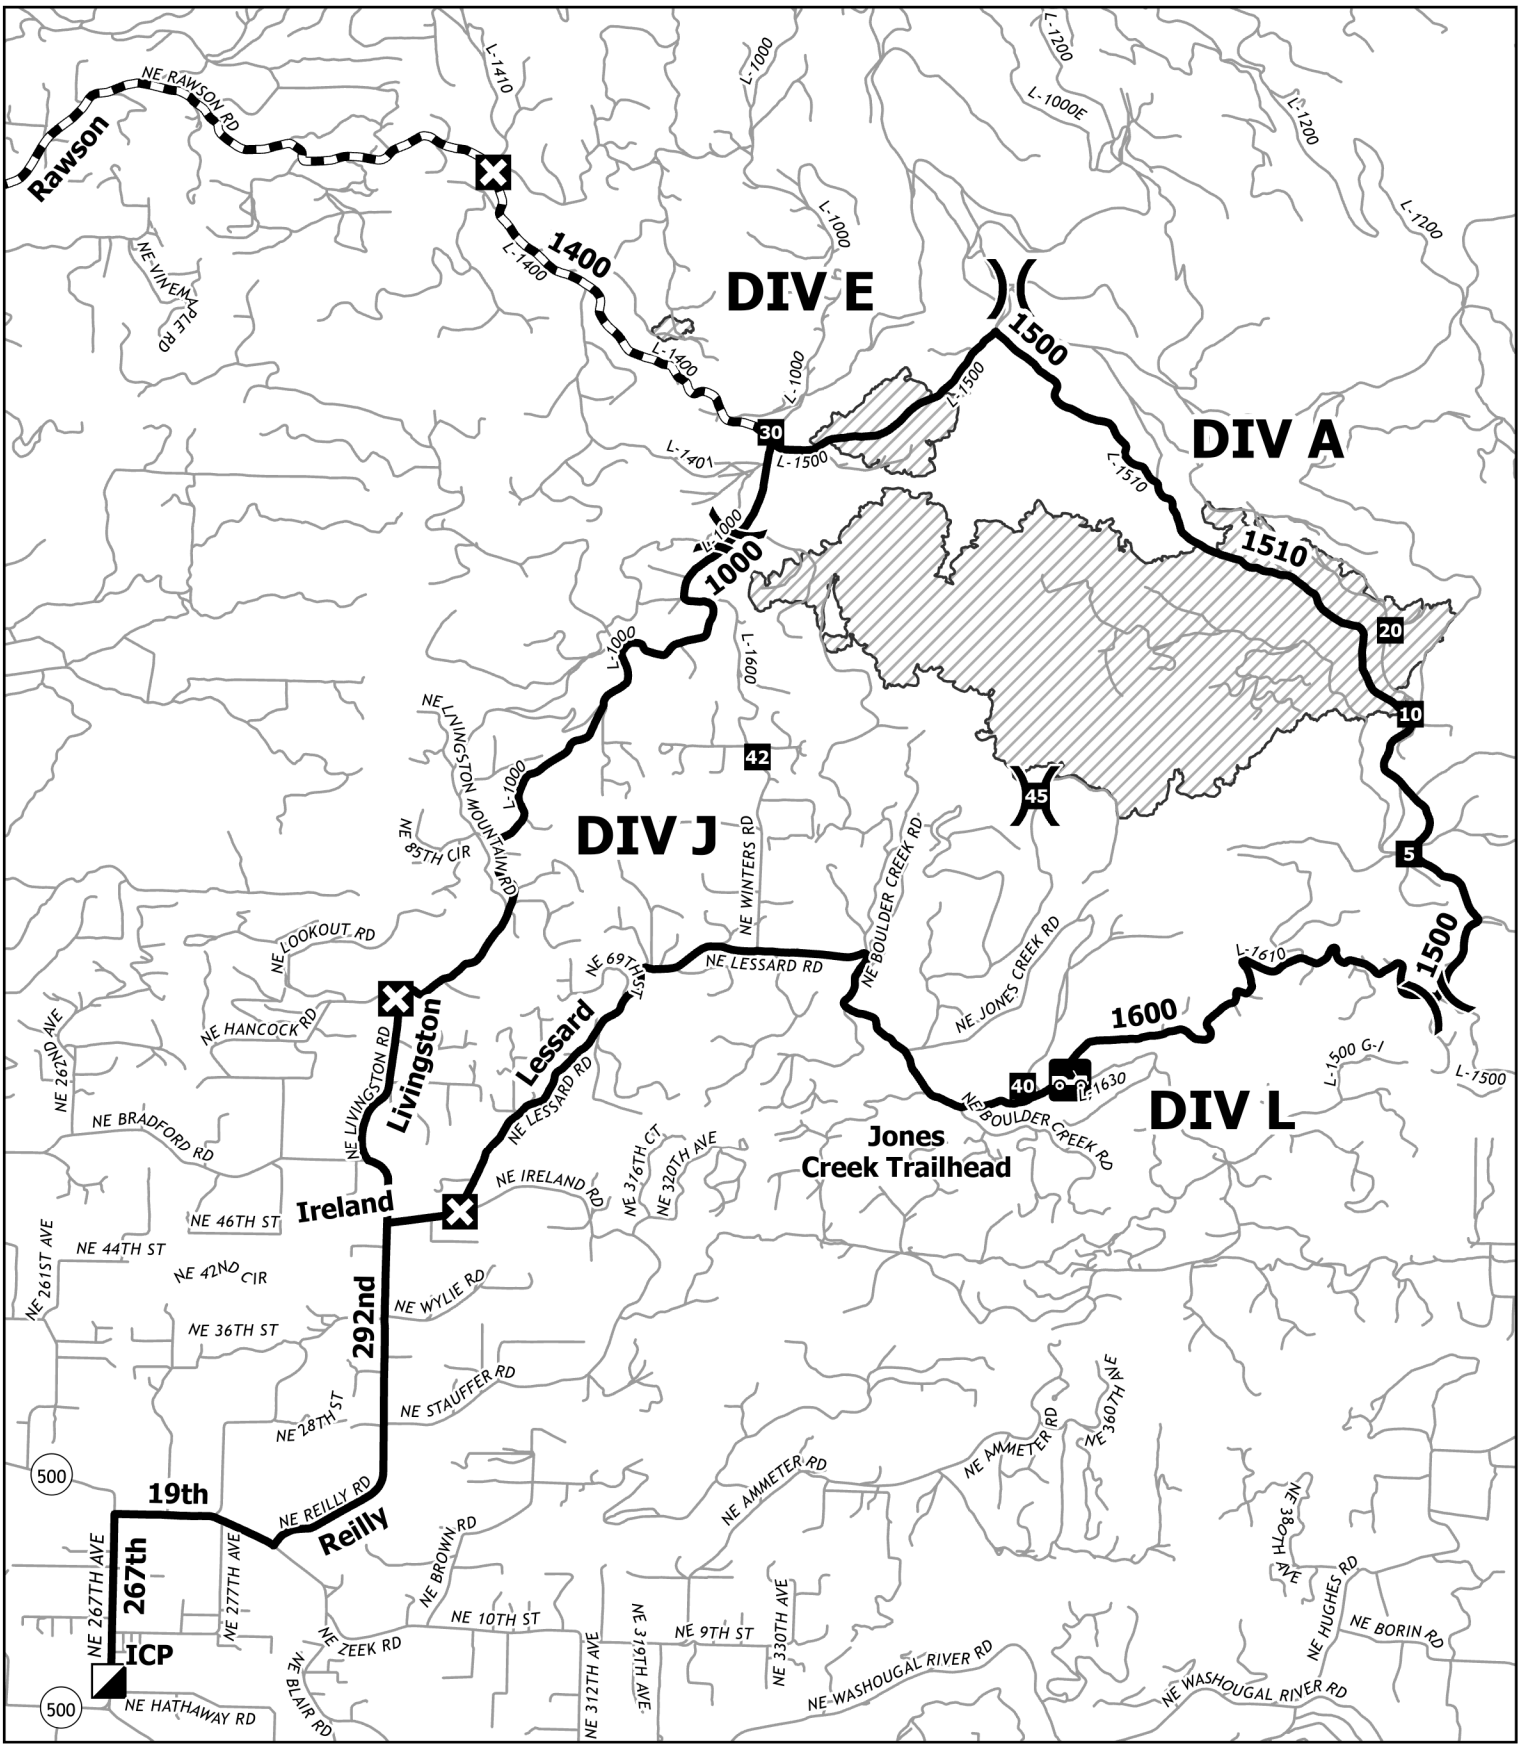 L-1410
L-1000
L-1200
L-1000E
L-1200
NE RAWSON RD
Rawson
L-1200
L-1000
NE VINEMAPLE RD
1400
L-1400
DIV E
1500
L-1400
L-1000
L-1500
DIV A
30
L-1401
L-1500
L-1510
L-1000
1000
1510
L-1000
L-1600
20
NE LIVINGSTON MOUNTAIN RD
10
42
L-1000
45
DIV J
NE 85TH CIR
NE WINTERS RD
NE BOULDER CREEK RD
5
NE LOOKOUT RD
NE 69TH ST
NE LESSARD RD
NE JONES CREEK RD
L-1610
1500
NE 262ND AVE
NE HANCOCK RD
NE LIVINGSTON RD
Livingston
Lessard
NE LESSARD RD
1600
L-1500 G-I
L-1500
40
L-1630
NE BOULDER CREEK RD
DIV L
NE BRADFORD RD
NE 316TH CT
NE 320TH AVE
Jones
Creek Trailhead
Ireland
NE IRELAND RD
NE 46TH ST
NE 44TH ST
NE 261ST AVE
NE 42ND CIR
292nd
NE WYLIE RD
NE 36TH ST
NE STAUFFER RD
NE 28TH ST
NE 360TH AVE
NE AMMETER RD
NE AMMETER RD
500
19th
NE REILLY RD
Reilly
NE 380TH AVE
NE 267TH AVE
267th
NE 277TH AVE
NE BROWN RD
NE 10TH ST
NE 319TH AVE
NE 9TH ST
NE 330TH AVE
NE HUGHES RD
NE BORIN RD
NE ZEEK RD
ICP
NE BLAIR RD
NE 312TH AVE
NE WASHOUGAL RIVER RD
NE WASHOUGAL RIVER RD
500
NE HATHAWAY RD